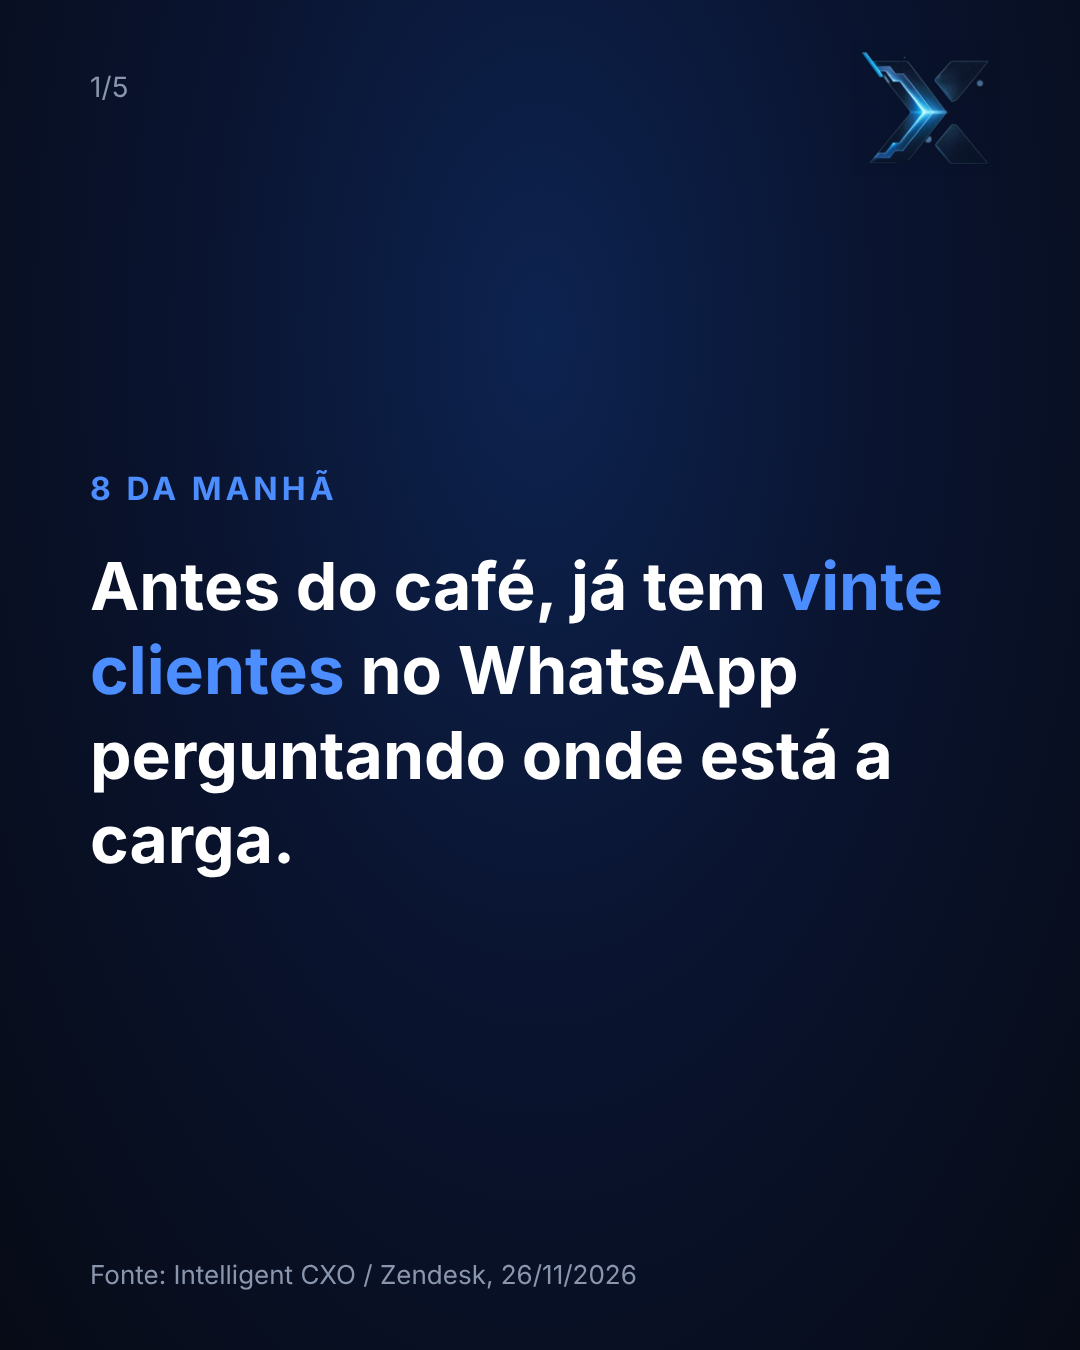 1/5
8 DA MANHÃ
Antes do café, já tem vinte
clientes no WhatsApp
perguntando onde está a
carga.
Fonte: Intelligent CXO / Zendesk, 26/11/2026